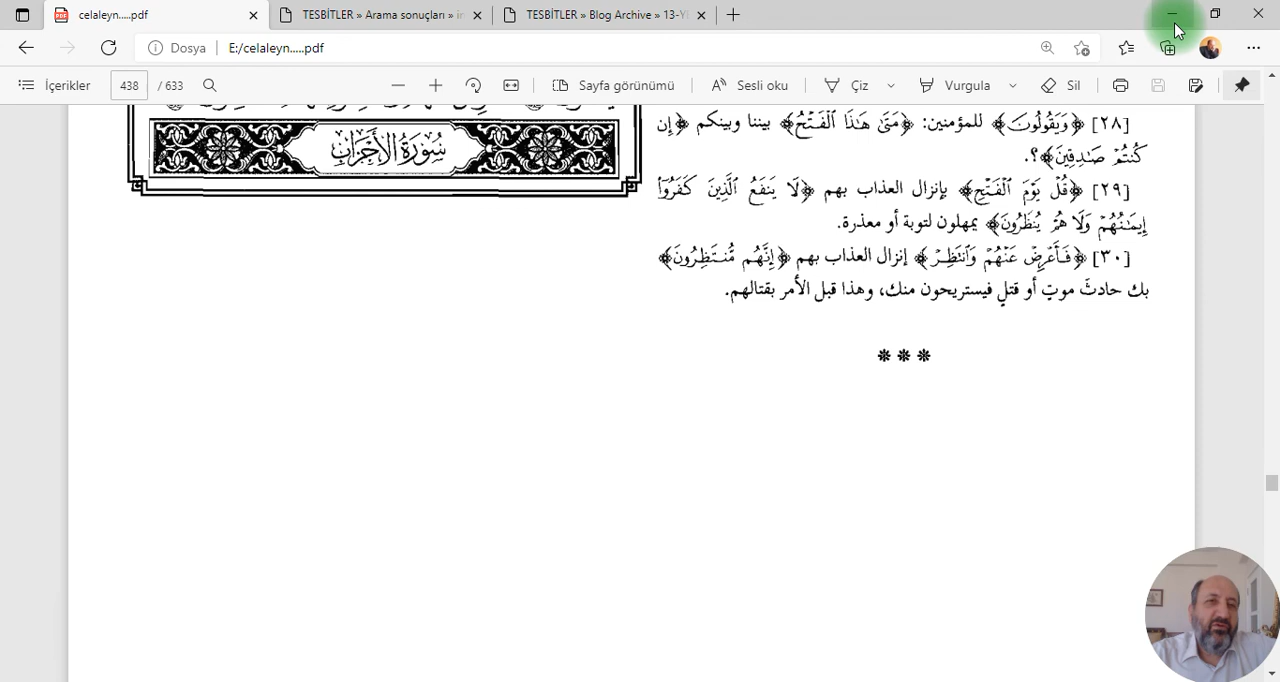 celaleyn.....pdf
TESBİTLER » Arama sonuçları » ir
TESBİTLER » Blog Archive » 13-Yi
Dosya
E:/celaleyn.....pdf
İçerikler
438 / 633
Sayfa görünümü
Sesli oku
Çiz
Vurgula
Sil
سُورَةُ الأَحْزَابِ
[٢٨] ﴿وَيَقُولُونَ﴾ للمؤمنين: ﴿مَتَىٰ هَٰذَا ٱلْفَتْحُ﴾ بيننا وبينكم ﴿إِن
كُنتُمْ صَٰدِقِينَ﴾؟.
[٢٩] ﴿قُلْ يَوْمَ ٱلْفَتْحِ﴾ بإنزال العذاب بهم ﴿لَا يَنفَعُ ٱلَّذِينَ كَفَرُوٓا۟
إِيمَٰنُهُمْ وَلَا هُمْ يُنظَرُونَ﴾ يمهلون لتوبة أو معذرة.
[٣٠] ﴿فَأَعْرِضْ عَنْهُمْ وَٱنتَظِرْ﴾ إنزال العذاب بهم ﴿إِنَّهُم مُّنتَظِرُونَ﴾
بك حادثَ موتٍ أو قتلٍ فيستريحون منك، وهذا قبل الأمر بقتالهم.